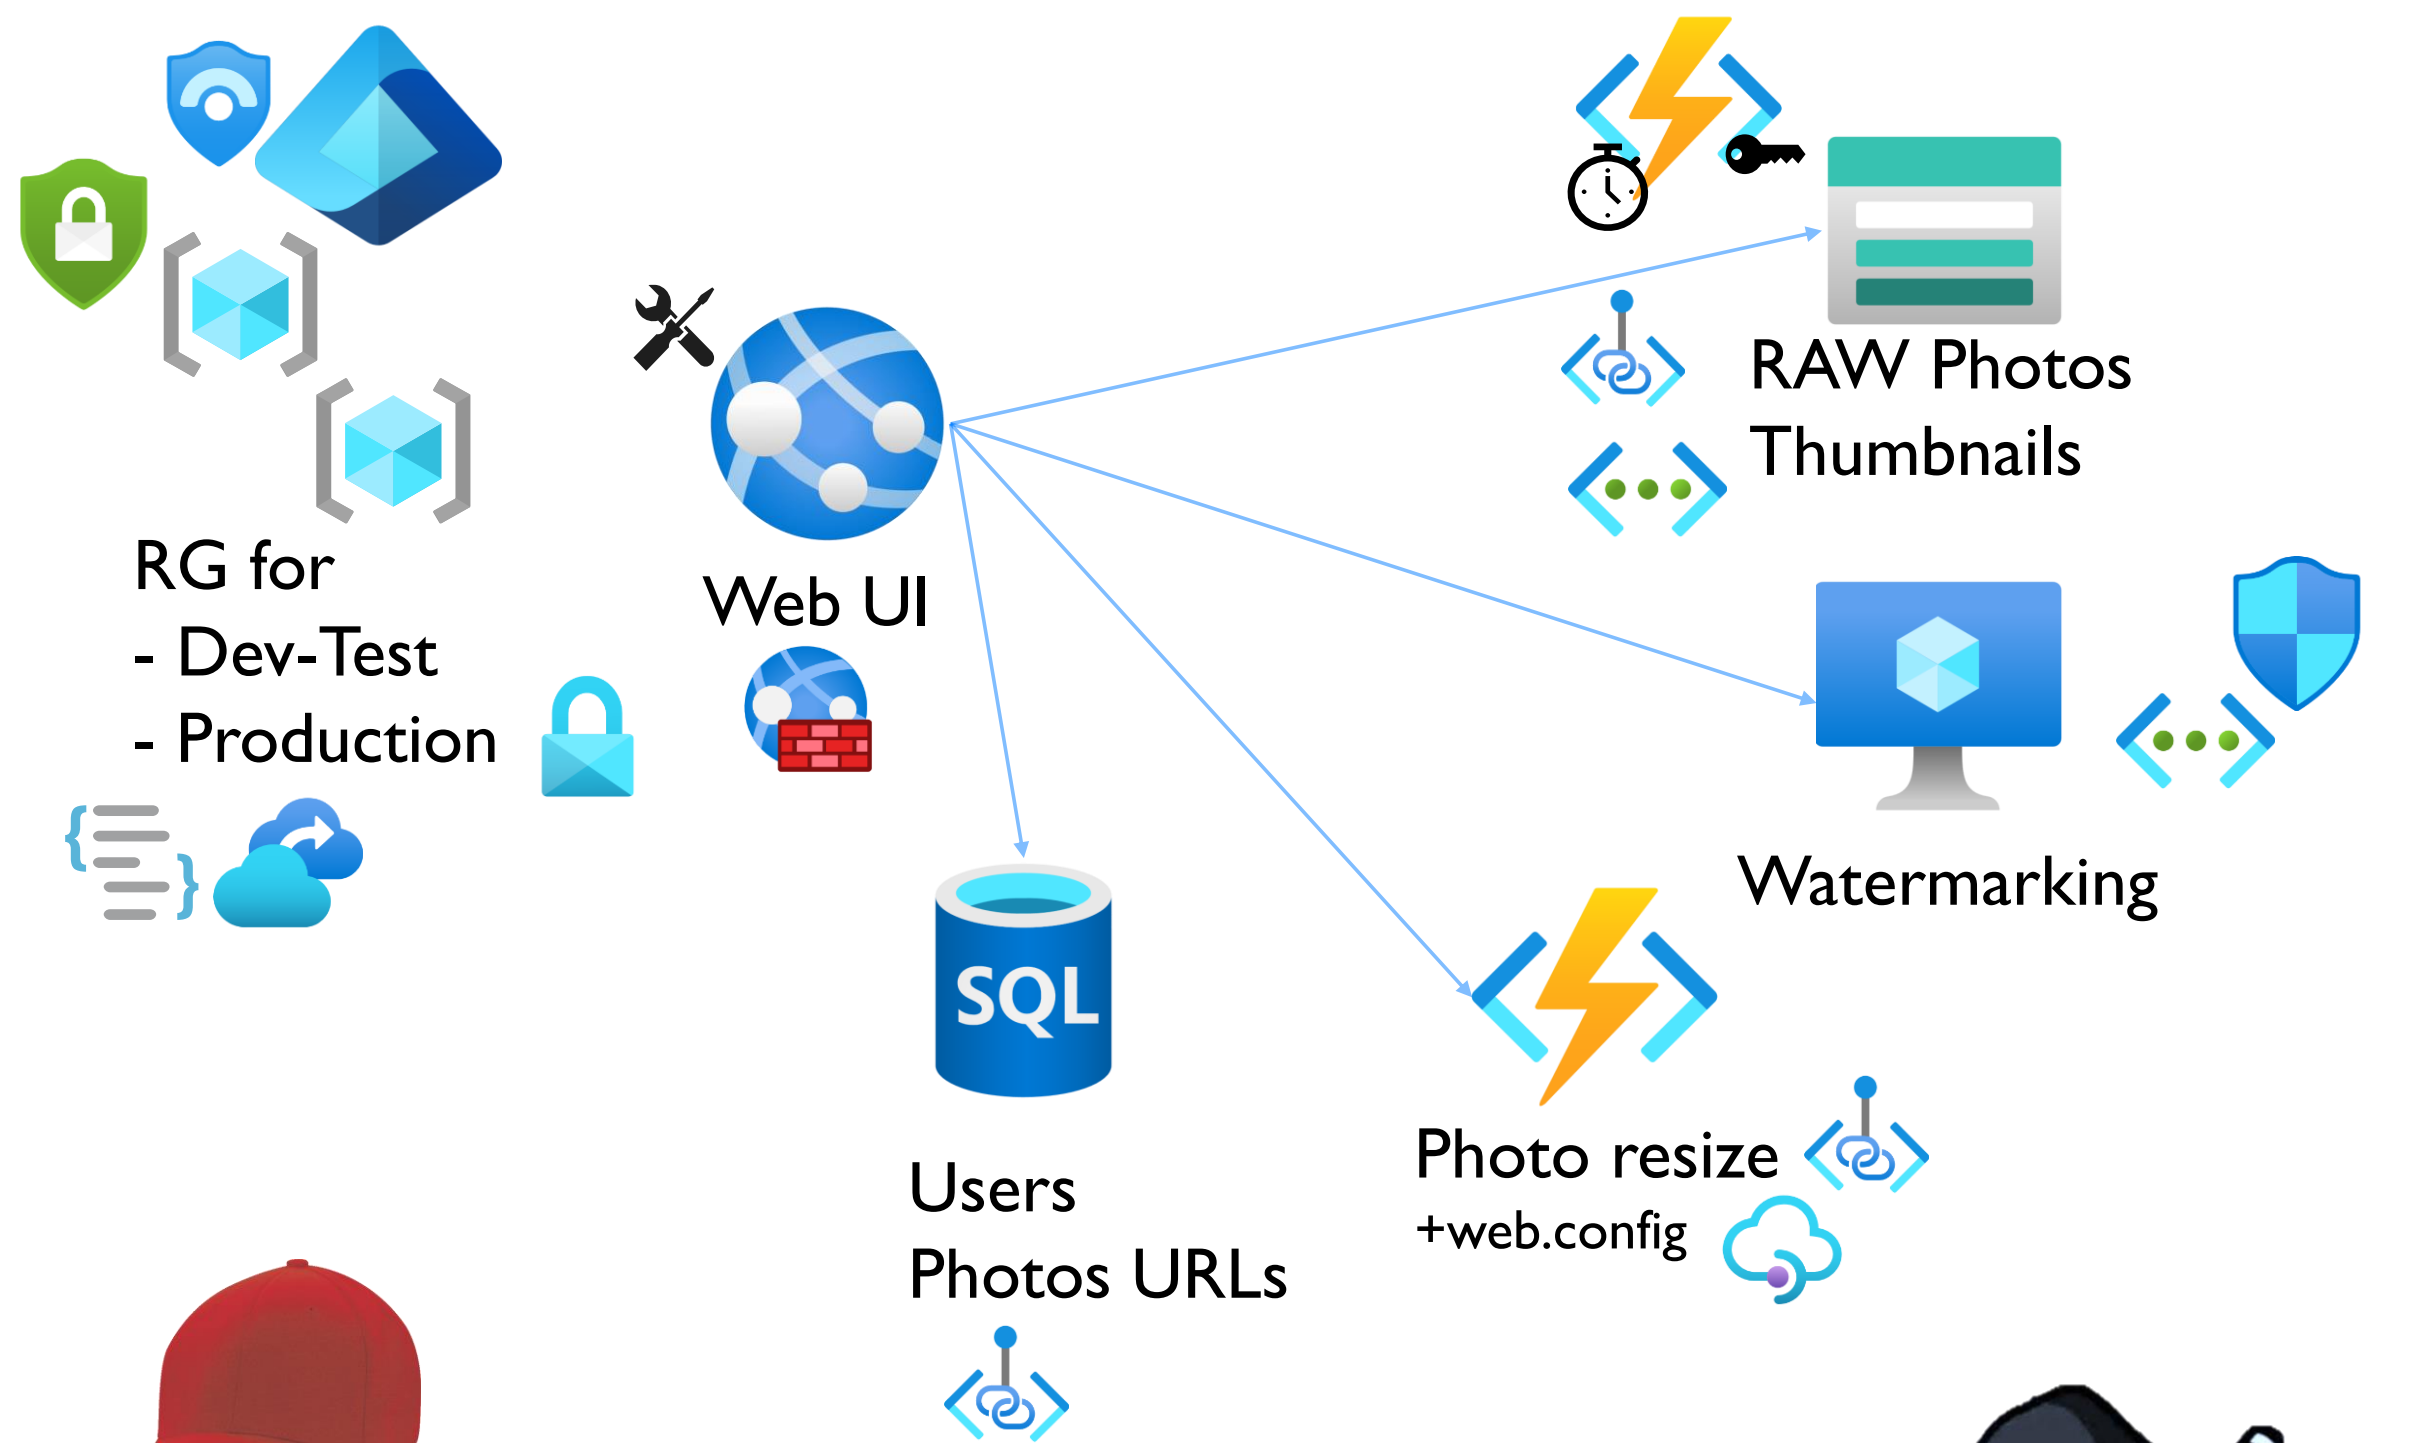 RG for
- Dev-Test
- Production
Web UI
SQL
Users
Photos URLs
RAW Photos
Thumbnails
Watermarking
Photo resize
+web.config